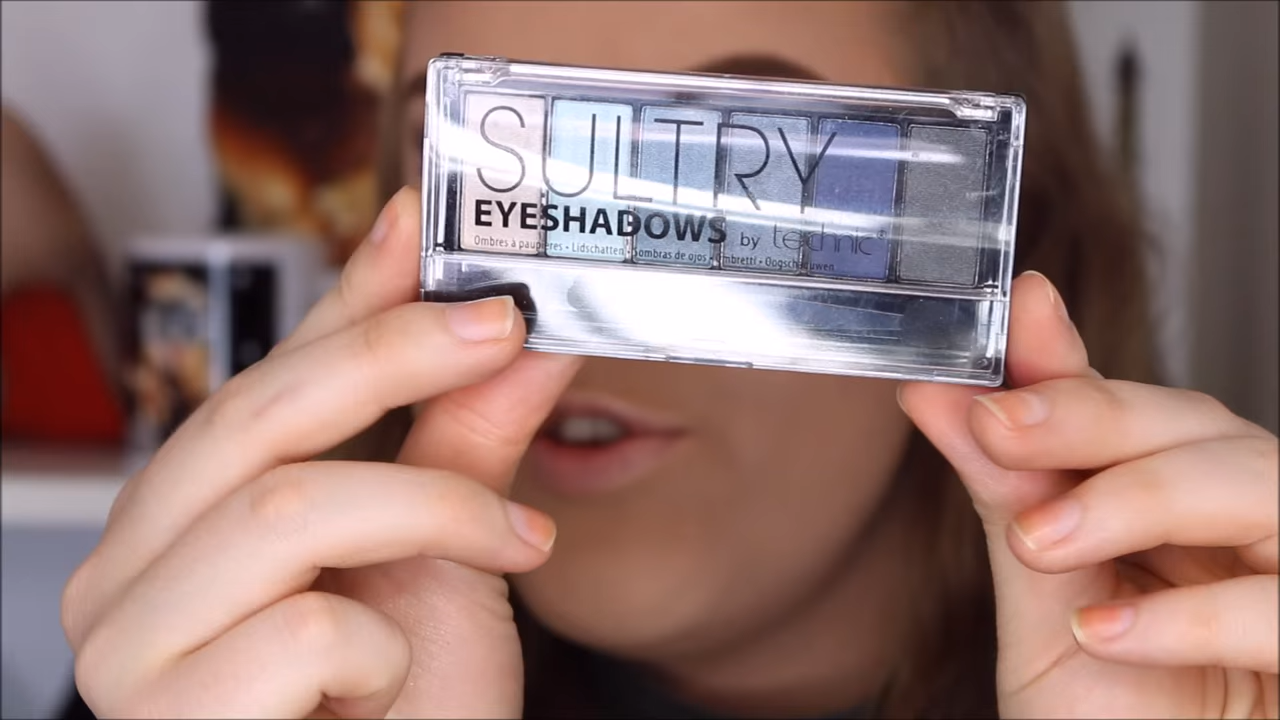 SULTRY
EYESHADOWS by technic®
Ombres à paupières • Lidschatten • Sombras de ojos • Ombretti • Oogschaduwen